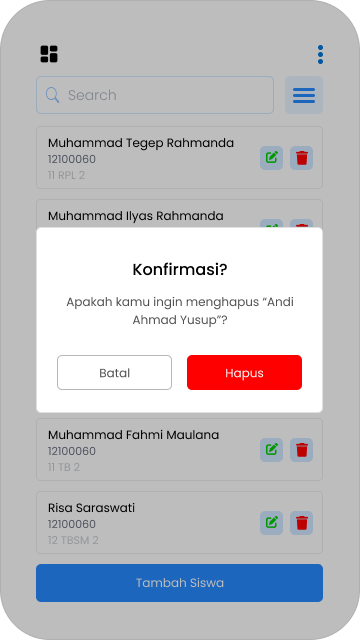 Search
Muhammad Tegep Rahmanda
12100060
11 RPL 2
Muhammad Ilyas Rahmanda
Konfirmasi?
Apakah kamu ingin menghapus “Andi
Ahmad Yusup”?
Batal
Hapus
Muhammad Fahmi Maulana
12100060
11 TB 2
Risa Saraswati
12100060
12 TBSM 2
Tambah Siswa